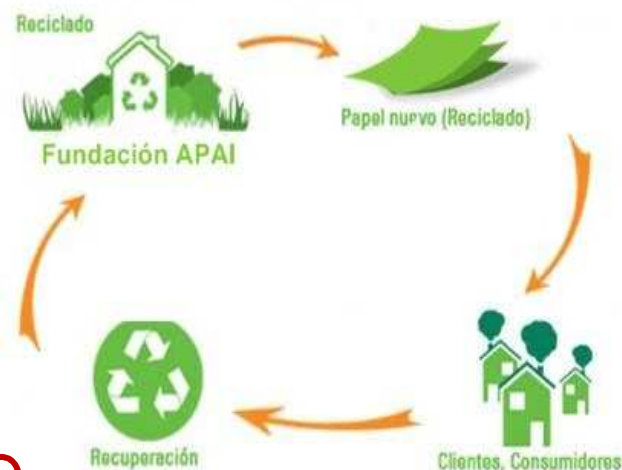 Reciclado
Fundación APAI
Papel nuevo (Reciclado)
Clientes, Consumidores
Recuperación